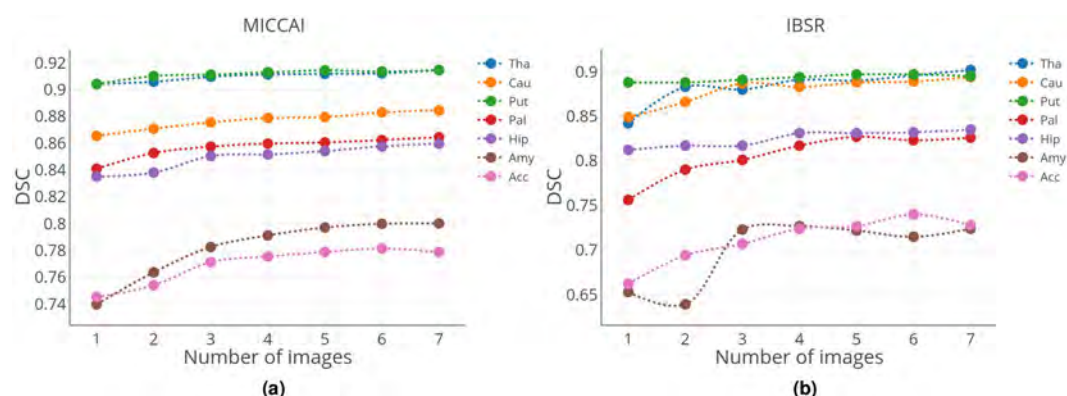 MICCAI
DSC
0.92
0.9
0.88
0.86
0.84
0.82
0.8
0.78
0.76
0.74
1 2 3 4 5 6 7
Number of images
Tha
Cau
Put
Pal
Hip
Amy
Acc
(a)
IBSR
DSC
0.9
0.85
0.8
0.75
0.7
0.65
1 2 3 4 5 6 7
Number of images
Tha
Cau
Put
Pal
Hip
Amy
Acc
(b)